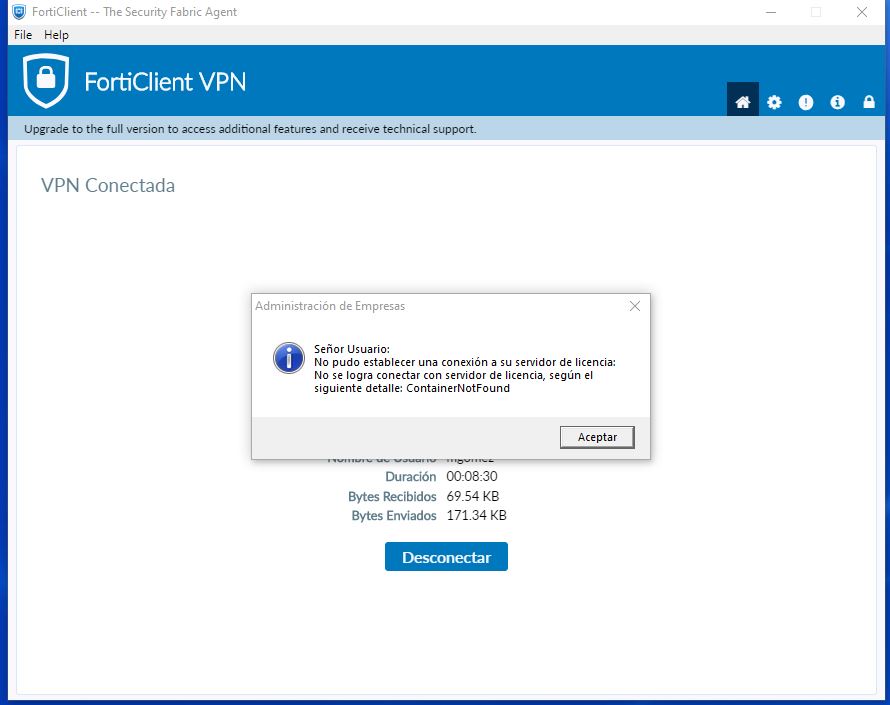 FortiClient -- The Security Fabric Agent
File Help
FortiClient VPN
Upgrade to the full version to access additional features and receive technical support.
VPN Conectada
Administración de Empresas
Señor Usuario:
No pudo establecer una conexión a su servidor de licencia:
No se logra conectar con servidor de licencia, según el
siguiente detalle: ContainerNotFound
Aceptar
Nombre de Usuario
Duración 00:08:30
Bytes Recibidos 69.54 KB
Bytes Enviados 171.34 KB
Desconectar